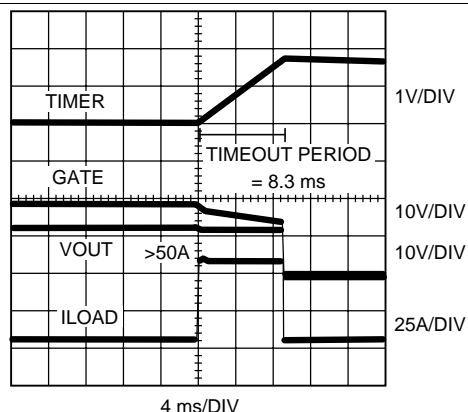 TIMER
1V/DIV
TIMEOUT PERIOD
= 8.3 ms
GATE
10V/DIV
VOUT
>50A
10V/DIV
ILOAD
25A/DIV
4 ms/DIV